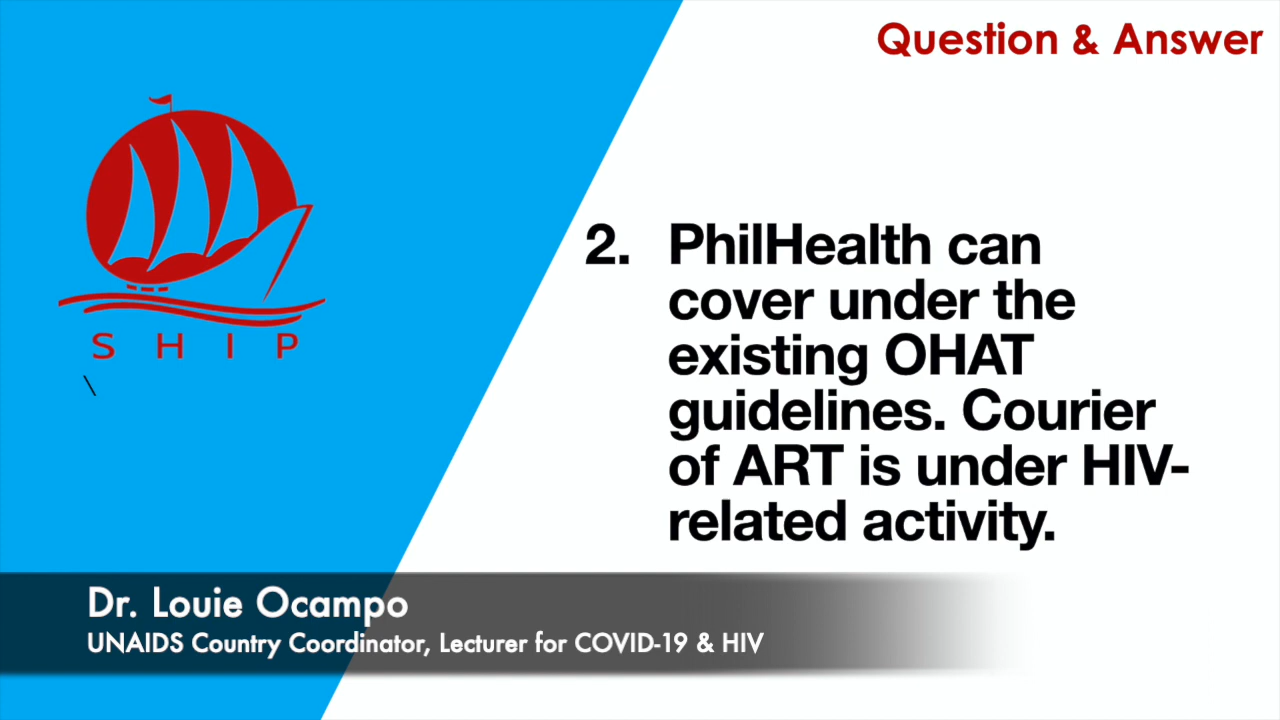 Question & Answer
S H I P
\
2. PhilHealth can
cover under the
existing OHAT
guidelines. Courier
of ART is under HIV-
related activity.
Dr. Louie Ocampo
UNAIDS Country Coordinator, Lecturer for COVID-19 & HIV